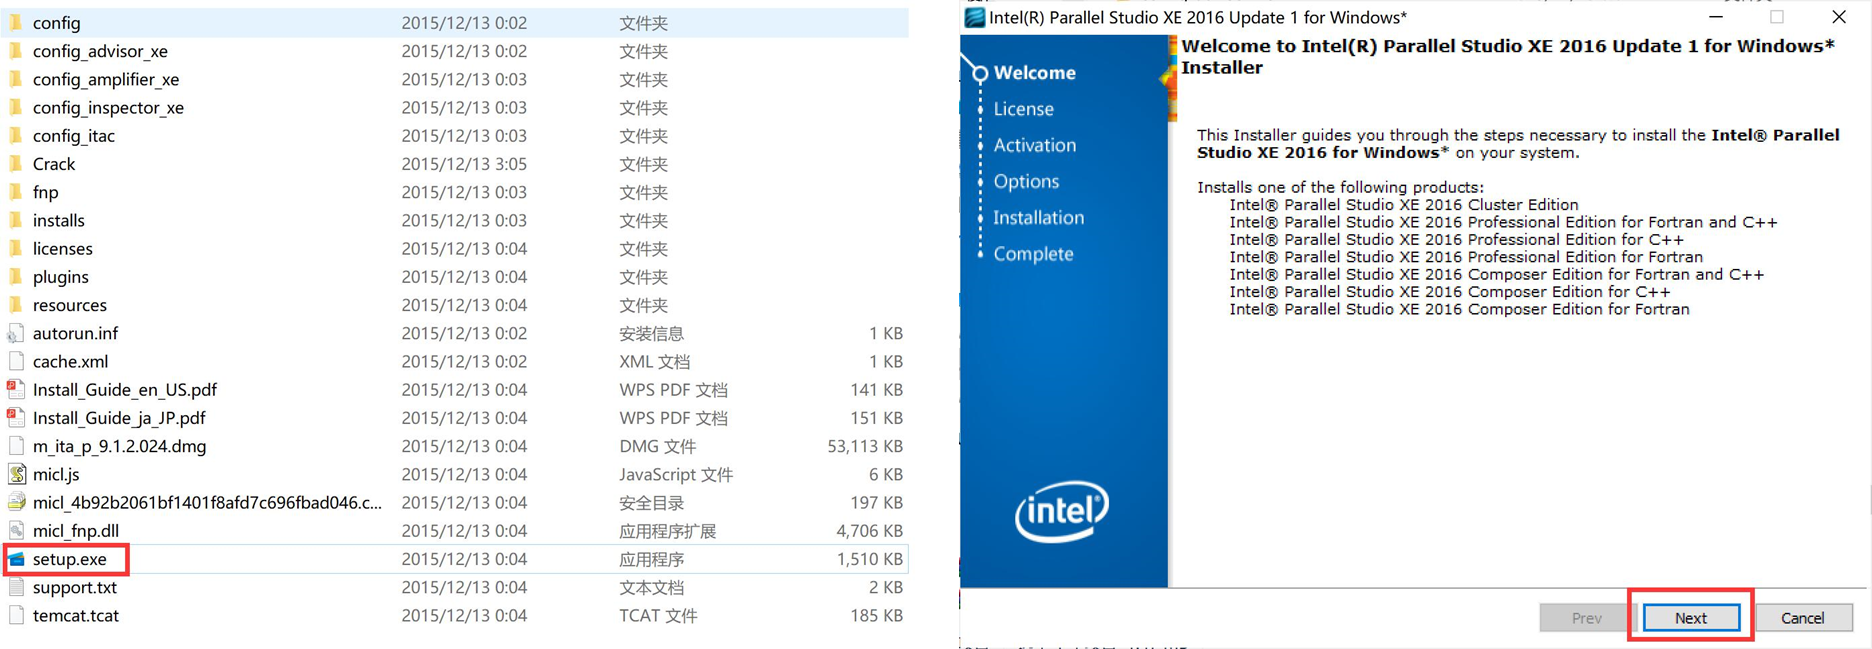 config 2015/12/13 0:02 文件夹
config_advisor_xe 2015/12/13 0:02 文件夹
config_amplifier_xe 2015/12/13 0:03 文件夹
config_inspector_xe 2015/12/13 0:03 文件夹
config_itac 2015/12/13 0:03 文件夹
Crack 2015/12/13 3:05 文件夹
fnp 2015/12/13 0:03 文件夹
installs 2015/12/13 0:03 文件夹
licenses 2015/12/13 0:04 文件夹
plugins 2015/12/13 0:04 文件夹
resources 2015/12/13 0:04 文件夹
autorun.inf 2015/12/13 0:02 安装信息 1 KB
cache.xml 2015/12/13 0:02 XML 文档 1 KB
Install_Guide_en_US.pdf 2015/12/13 0:04 WPS PDF 文档 141 KB
Install_Guide_ja_JP.pdf 2015/12/13 0:04 WPS PDF 文档 151 KB
m_ita_p_9.1.2.024.dmg 2015/12/13 0:04 DMG 文件 53,113 KB
micl.js 2015/12/13 0:04 JavaScript 文件 6 KB
micl_4b92b2061bf1401f8afd7c696fbad046.c... 2015/12/13 0:04 安全目录 197 KB
micl_fnp.dll 2015/12/13 0:04 应用程序扩展 4,706 KB
setup.exe 2015/12/13 0:04 应用程序 1,510 KB
support.txt 2015/12/13 0:04 文本文档 2 KB
temcat.tcat 2015/12/13 0:04 TCAT 文件 185 KB
Intel(R) Parallel Studio XE 2016 Update 1 for Windows*
Welcome
License
Activation
Options
Installation
Complete
intel®
Welcome to Intel(R) Parallel Studio XE 2016 Update 1 for Windows*
Installer
This Installer guides you through the steps necessary to install the Intel® Parallel
Studio XE 2016 for Windows* on your system.
Installs one of the following products:
Intel® Parallel Studio XE 2016 Cluster Edition
Intel® Parallel Studio XE 2016 Professional Edition for Fortran and C++
Intel® Parallel Studio XE 2016 Professional Edition for C++
Intel® Parallel Studio XE 2016 Professional Edition for Fortran
Intel® Parallel Studio XE 2016 Composer Edition for Fortran and C++
Intel® Parallel Studio XE 2016 Composer Edition for C++
Intel® Parallel Studio XE 2016 Composer Edition for Fortran
Prev Next Cancel